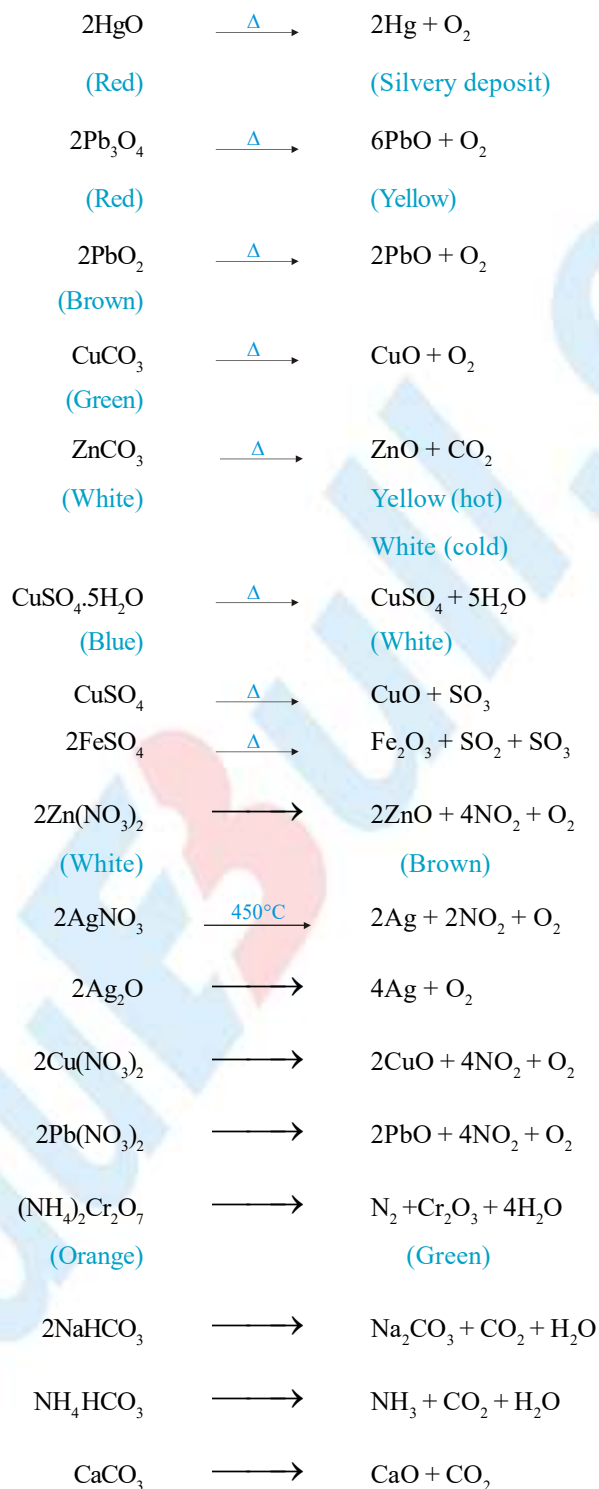 2HgO Δ 2Hg + O₂
(Red) (Silvery deposit)
2Pb₃O₄ Δ 6PbO + O₂
(Red) (Yellow)
2PbO₂ Δ 2PbO + O₂
(Brown)
CuCO₃ Δ CuO + O₂
(Green)
ZnCO₃ Δ ZnO + CO₂
(White) Yellow (hot)
White (cold)
CuSO₄.5H₂O Δ CuSO₄ + 5H₂O
(Blue) (White)
CuSO₄ Δ CuO + SO₃
2FeSO₄ Δ Fe₂O₃ + SO₂ + SO₃
2Zn(NO₃)₂ ⟶ 2ZnO + 4NO₂ + O₂
(White) (Brown)
2AgNO₃ 450°C 2Ag + 2NO₂ + O₂
2Ag₂O ⟶ 4Ag + O₂
2Cu(NO₃)₂ ⟶ 2CuO + 4NO₂ + O₂
2Pb(NO₃)₂ ⟶ 2PbO + 4NO₂ + O₂
(NH₄)₂Cr₂O₇ ⟶ N₂ +Cr₂O₃ + 4H₂O
(Orange) (Green)
2NaHCO₃ ⟶ Na₂CO₃ + CO₂ + H₂O
NH₄HCO₃ ⟶ NH₃ + CO₂ + H₂O
CaCO₃ ⟶ CaO + CO₂